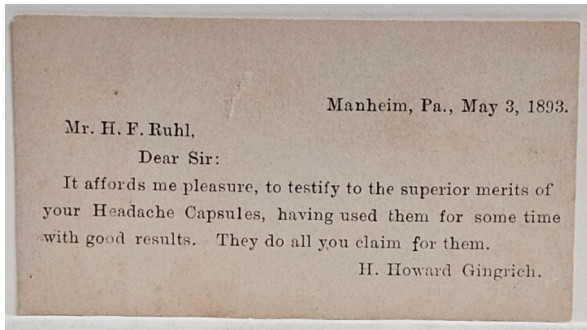 Manheim, Pa., May 3, 1893.
Mr. H. F. Ruhl,
Dear Sir:
It affords me pleasure, to testify to the superior merits of
your Headache Capsules, having used them for some time
with good results. They do all you claim for them.
H. Howard Gingrich.